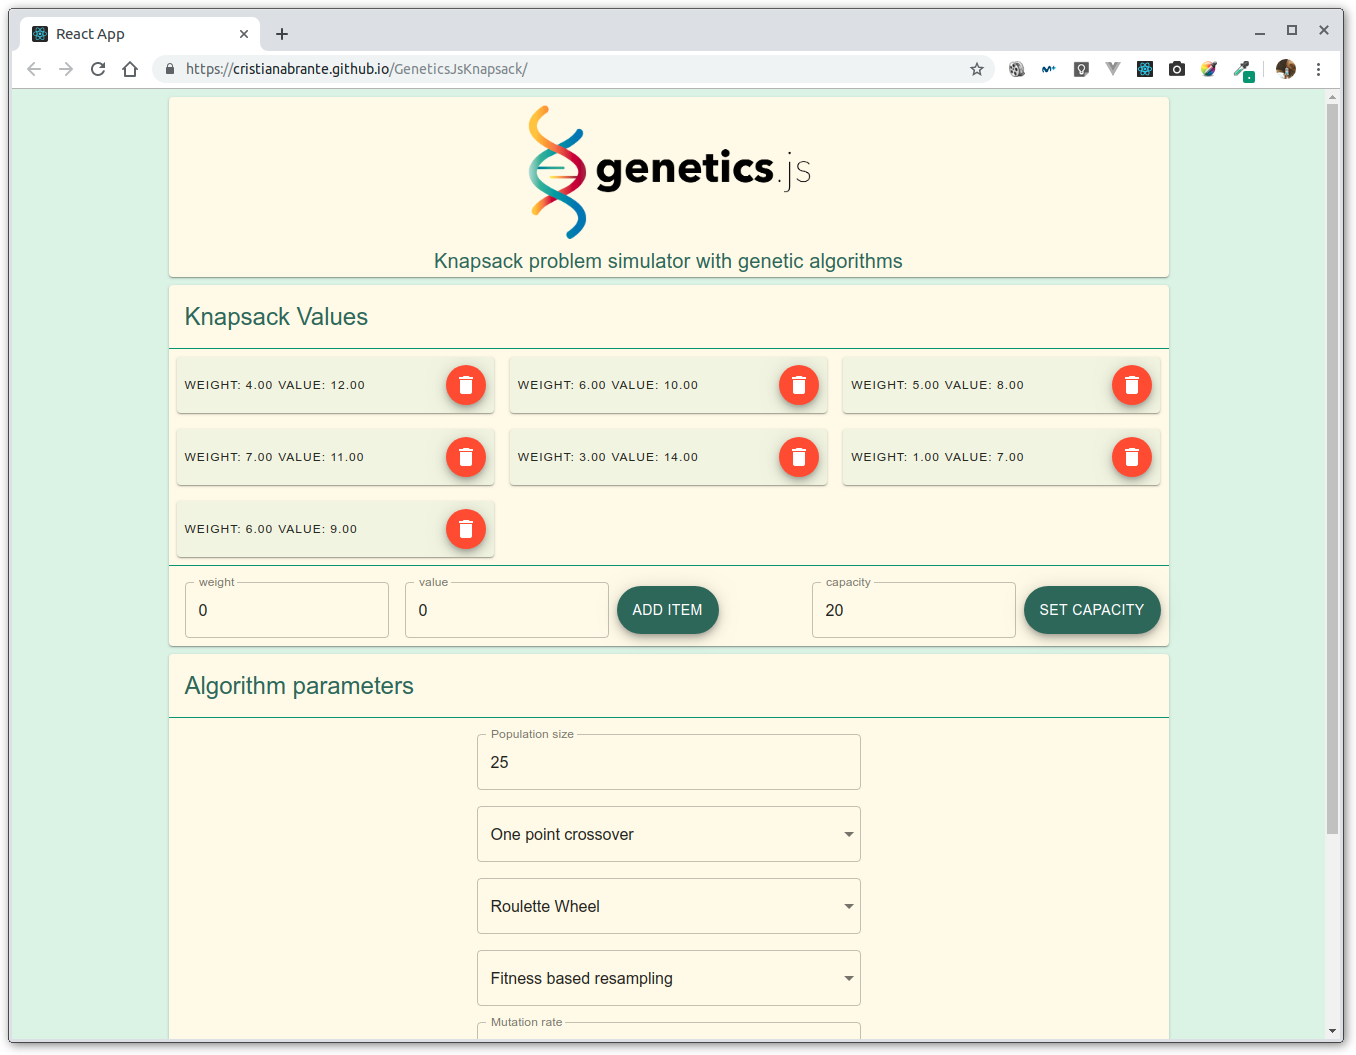 React App
https://cristianabrante.github.io/GeneticsJsKnapsack/
genetics.js
Knapsack problem simulator with genetic algorithms
Knapsack Values
WEIGHT: 4.00 VALUE: 12.00
WEIGHT: 6.00 VALUE: 10.00
WEIGHT: 5.00 VALUE: 8.00
WEIGHT: 7.00 VALUE: 11.00
WEIGHT: 3.00 VALUE: 14.00
WEIGHT: 1.00 VALUE: 7.00
WEIGHT: 6.00 VALUE: 9.00
weight
0
value
0
ADD ITEM
capacity
20
SET CAPACITY
Algorithm parameters
Population size
25
One point crossover
Roulette Wheel
Fitness based resampling
Mutation rate